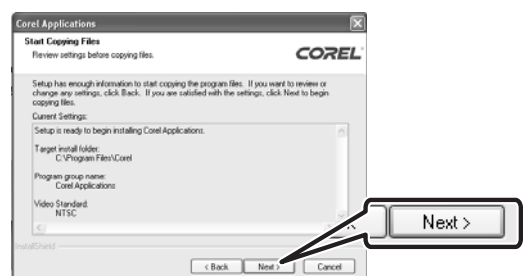 Corel Applications
Start Copying Files
Review settings before copying files.
COREL
Setup has enough information to start copying the program files. If you want to review or
change any settings, click Back. If you are satisfied with the settings, click Next to begin
copying files.
Current Settings:
Setup is ready to begin installing Corel Applications.
Target install folder:
C:\Program Files\Corel
Program group name:
Corel Applications
Video Standard:
NTSC
InstallShield
< Back
Next >
Cancel
Next >